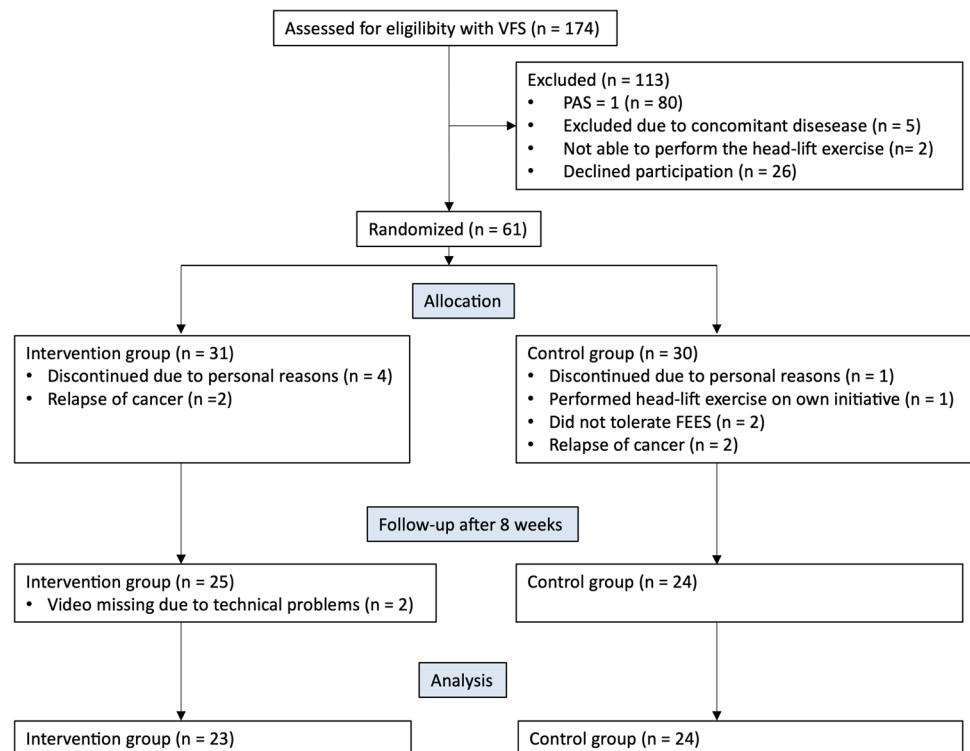 Assessed for eligilibity with VFS (n = 174)
Excluded (n = 113)
• PAS = 1 (n = 80)
• Excluded due to concomitant disesease (n = 5)
• Not able to perform the head-lift exercise (n= 2)
• Declined participation (n = 26)
Randomized (n = 61)
Allocation
Intervention group (n = 31)
• Discontinued due to personal reasons (n = 4)
• Relapse of cancer (n =2)
Control group (n = 30)
• Discontinued due to personal reasons (n = 1)
• Performed head-lift exercise on own initiative (n = 1)
• Did not tolerate FEES (n = 2)
• Relapse of cancer (n = 2)
Follow-up after 8 weeks
Intervention group (n = 25)
• Video missing due to technical problems (n = 2)
Control group (n = 24)
Analysis
Intervention group (n = 23)
Control group (n = 24)